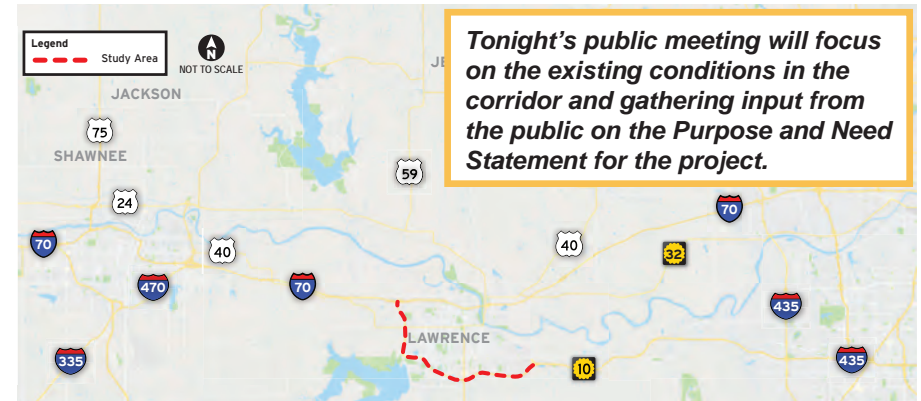 Legend
Study Area
N
NOT TO SCALE
Tonight's public meeting will focus
on the existing conditions in the
corridor and gathering input from
the public on the Purpose and Need
Statement for the project.
JE
JACKSON
75
SHAWNEE
59
24
70
70
40
40
32
470
70
435
LAWRENCE
335
10
435